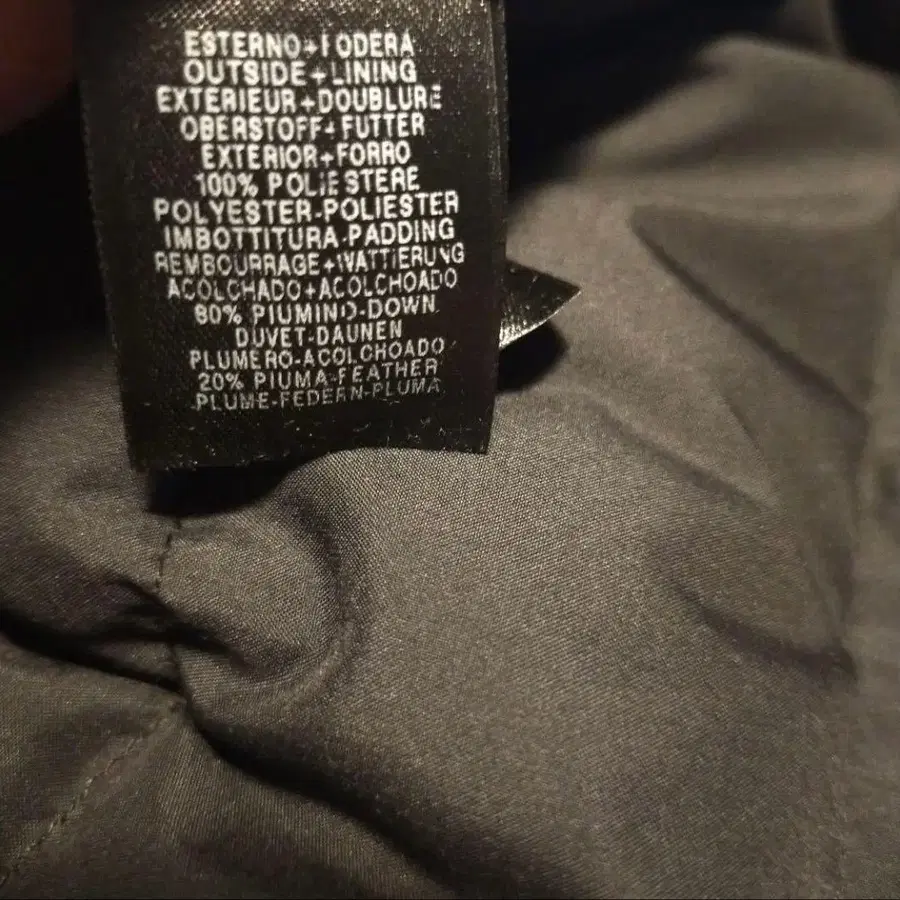 ESTERNO+FODERA
OUTSIDE+LINING
EXTERIEUR+DOUBLURE
OBERSTOFF+FUTTER
EXTERIOR+FORRO
100% POLIESTERE
POLYESTER-POLIESTER
IMBOTTITURA-PADDING
REMBOURRAGE+WATTIERUNG
ACOLCHADO+ACOLCHOADO
80% PIUMINO-DOWN
DUVET-DAUNEN
PLUMERO-ACOLCHOADO
20% PIUMA-FEATHER
PLUME-FEDERN-PLUMA